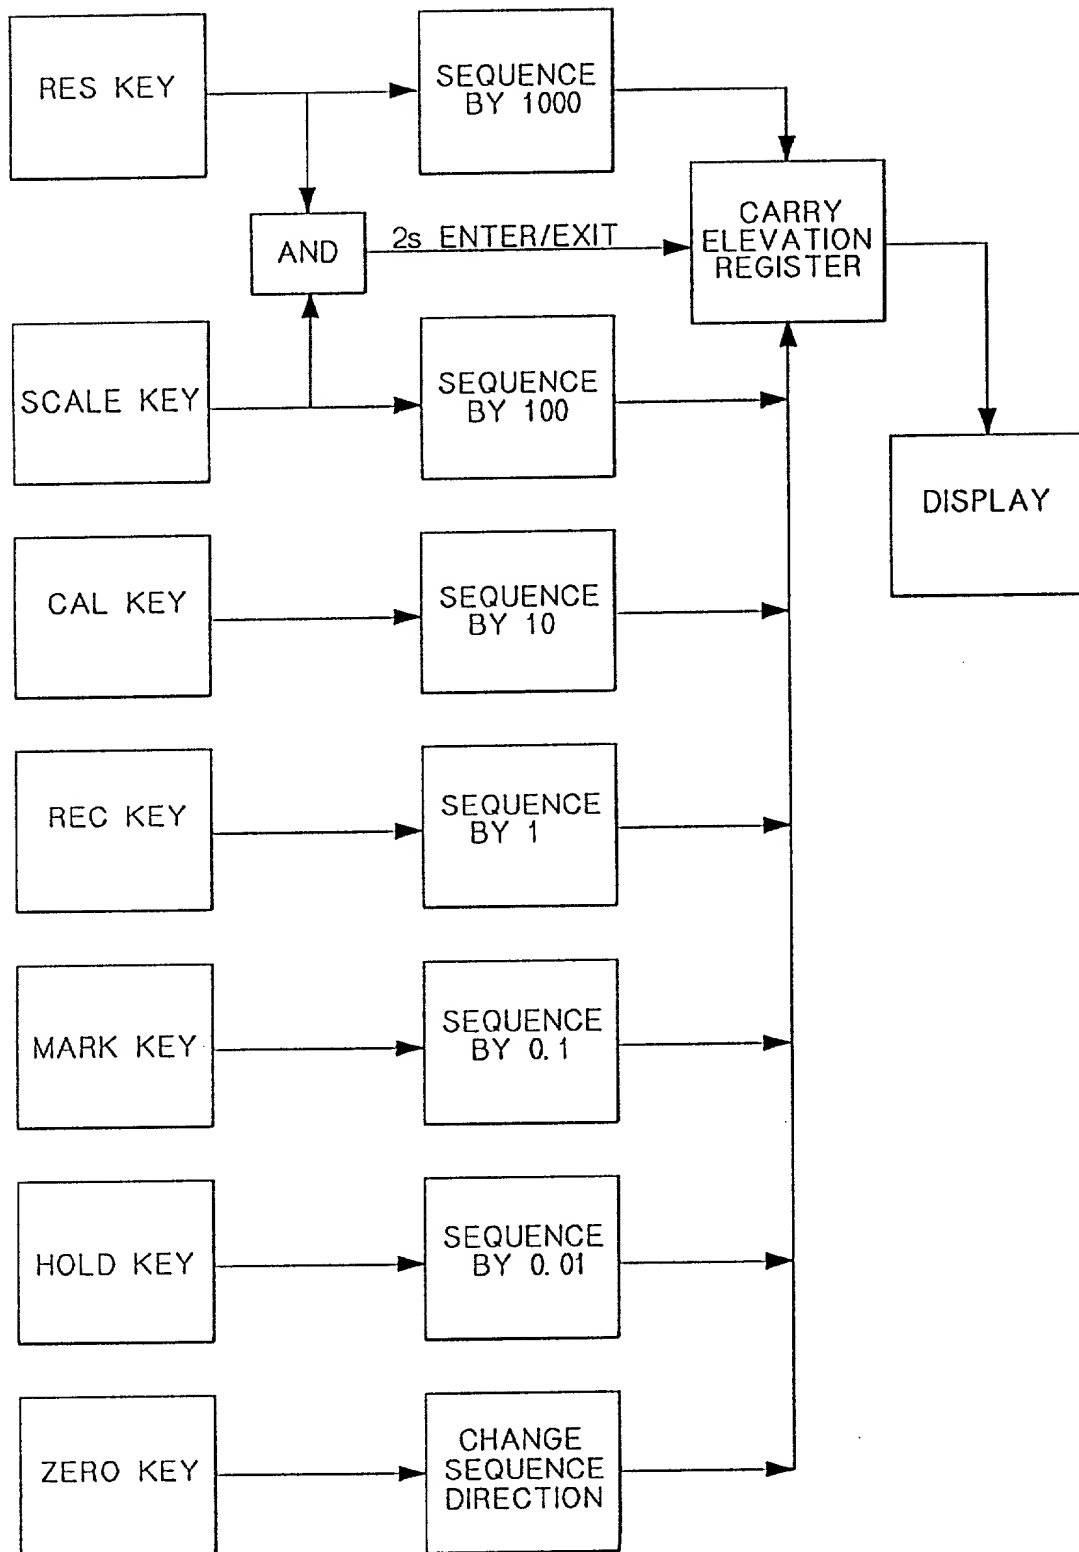 RES KEY
SEQUENCE
BY 1000
CARRY
ELEVATION
REGISTER
AND
2s ENTER/EXIT
SCALE KEY
SEQUENCE
BY 100
DISPLAY
CAL KEY
SEQUENCE
BY 10
REC KEY
SEQUENCE
BY 1
MARK KEY
SEQUENCE
BY 0.1
HOLD KEY
SEQUENCE
BY 0.01
ZERO KEY
CHANGE
SEQUENCE
DIRECTION